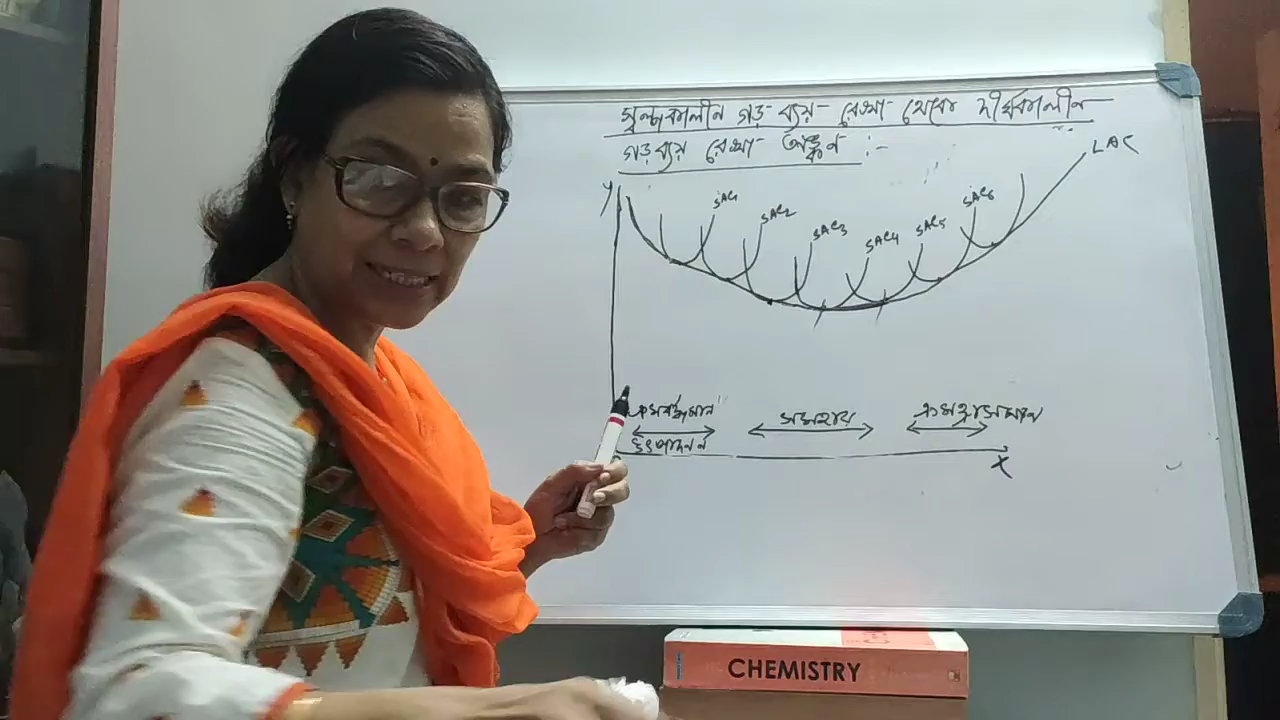 স্বল্পকালীন গড় ব্যয় রেখা থেকে দীর্ঘকালীন
গড়ব্যয় রেখা অঙ্কণ :-
LAC
y
SAC1
SAC2
SAC3
SAC4
SAC5
SAC6
ক্রমবর্ধমান
উৎপাদন
সমহার
ক্রমহ্রাসমান
x
CHEMISTRY